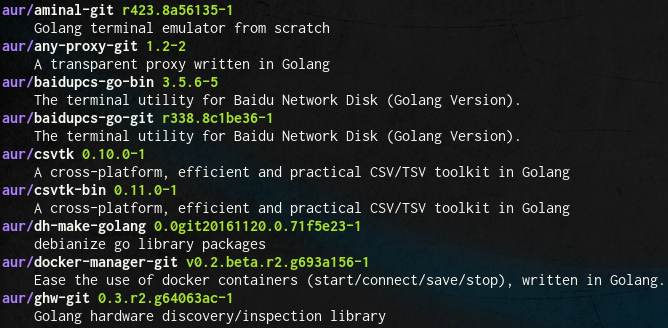 aur/aminal-git r423.8a56135-1
Golang terminal emulator from scratch
aur/any-proxy-git 1.2-2
A transparent proxy written in Golang
aur/baidupcs-go-bin 3.5.6-5
The terminal utility for Baidu Network Disk (Golang Version).
aur/baidupcs-go-git r338.8c1be36-1
The terminal utility for Baidu Network Disk (Golang Version).
aur/csvtk 0.10.0-1
A cross-platform, efficient and practical CSV/TSV toolkit in Golang
aur/csvtk-bin 0.11.0-1
A cross-platform, efficient and practical CSV/TSV toolkit in Golang
aur/dh-make-golang 0.0git20161120.0.71f5e23-1
debianize go library packages
aur/docker-manager-git v0.2.beta.r2.g693a156-1
Ease the use of docker containers (start/connect/save/stop), written in Golang.
aur/ghw-git 0.3.r2.g64063ac-1
Golang hardware discovery/inspection library